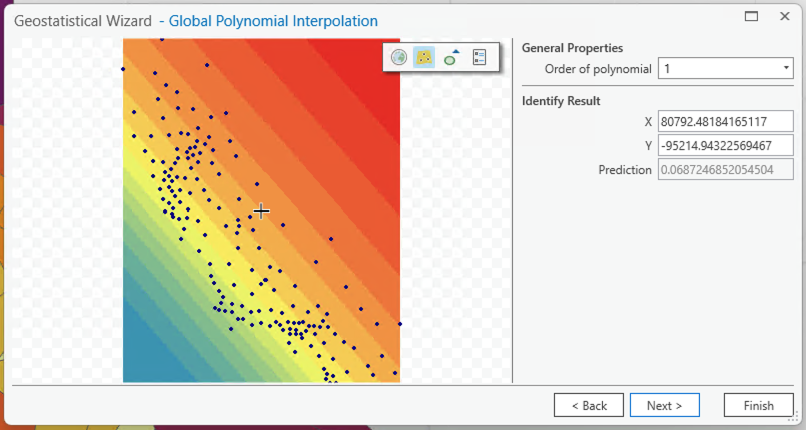 Geostatistical Wizard - Global Polynomial Interpolation
General Properties
Order of polynomial 1
Identify Result
X 80792.48184165117
Y -95214.94322569467
Prediction 0.0687246852054504
< Back Next > Finish